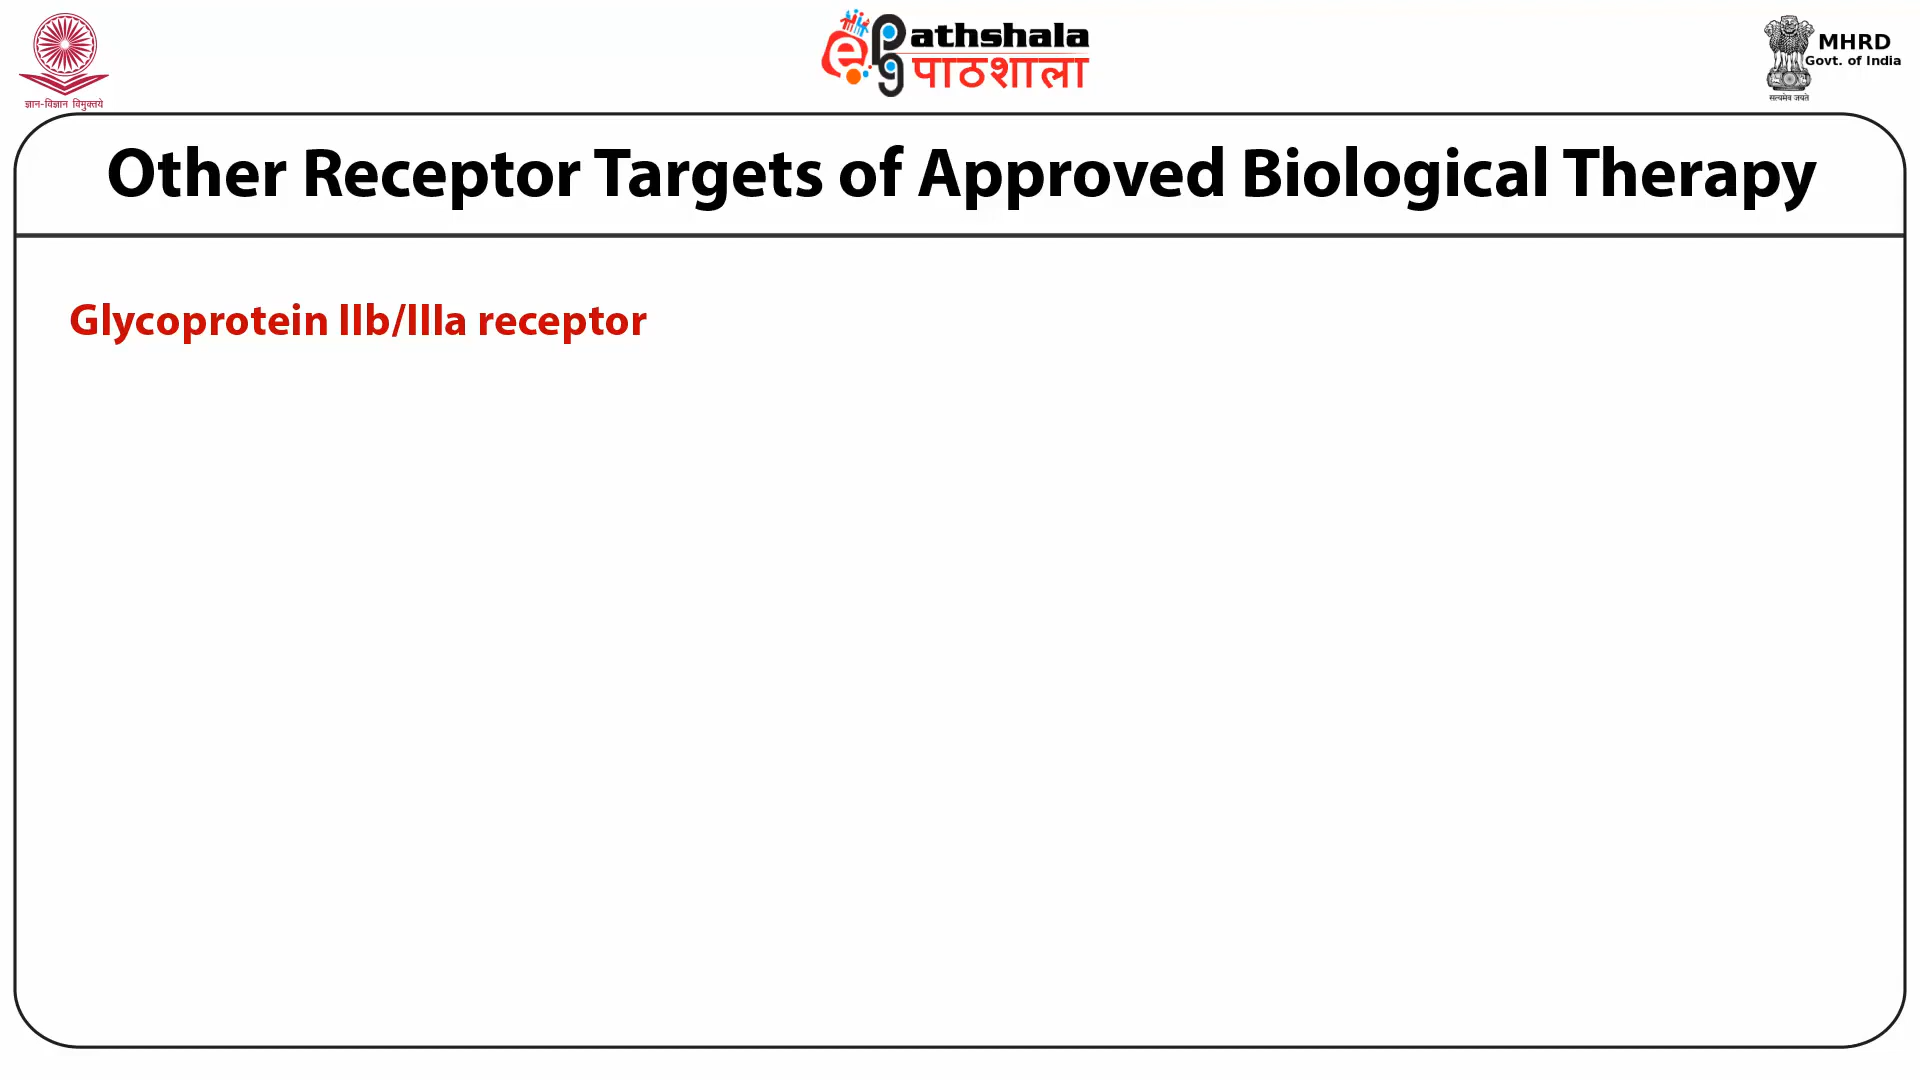 ज्ञान-विज्ञान विमुक्तये
ePathshala
पाठशाला
MHRD
Govt. of India
सत्यमेव जयते
Other Receptor Targets of Approved Biological Therapy
Glycoprotein IIb/IIIa receptor